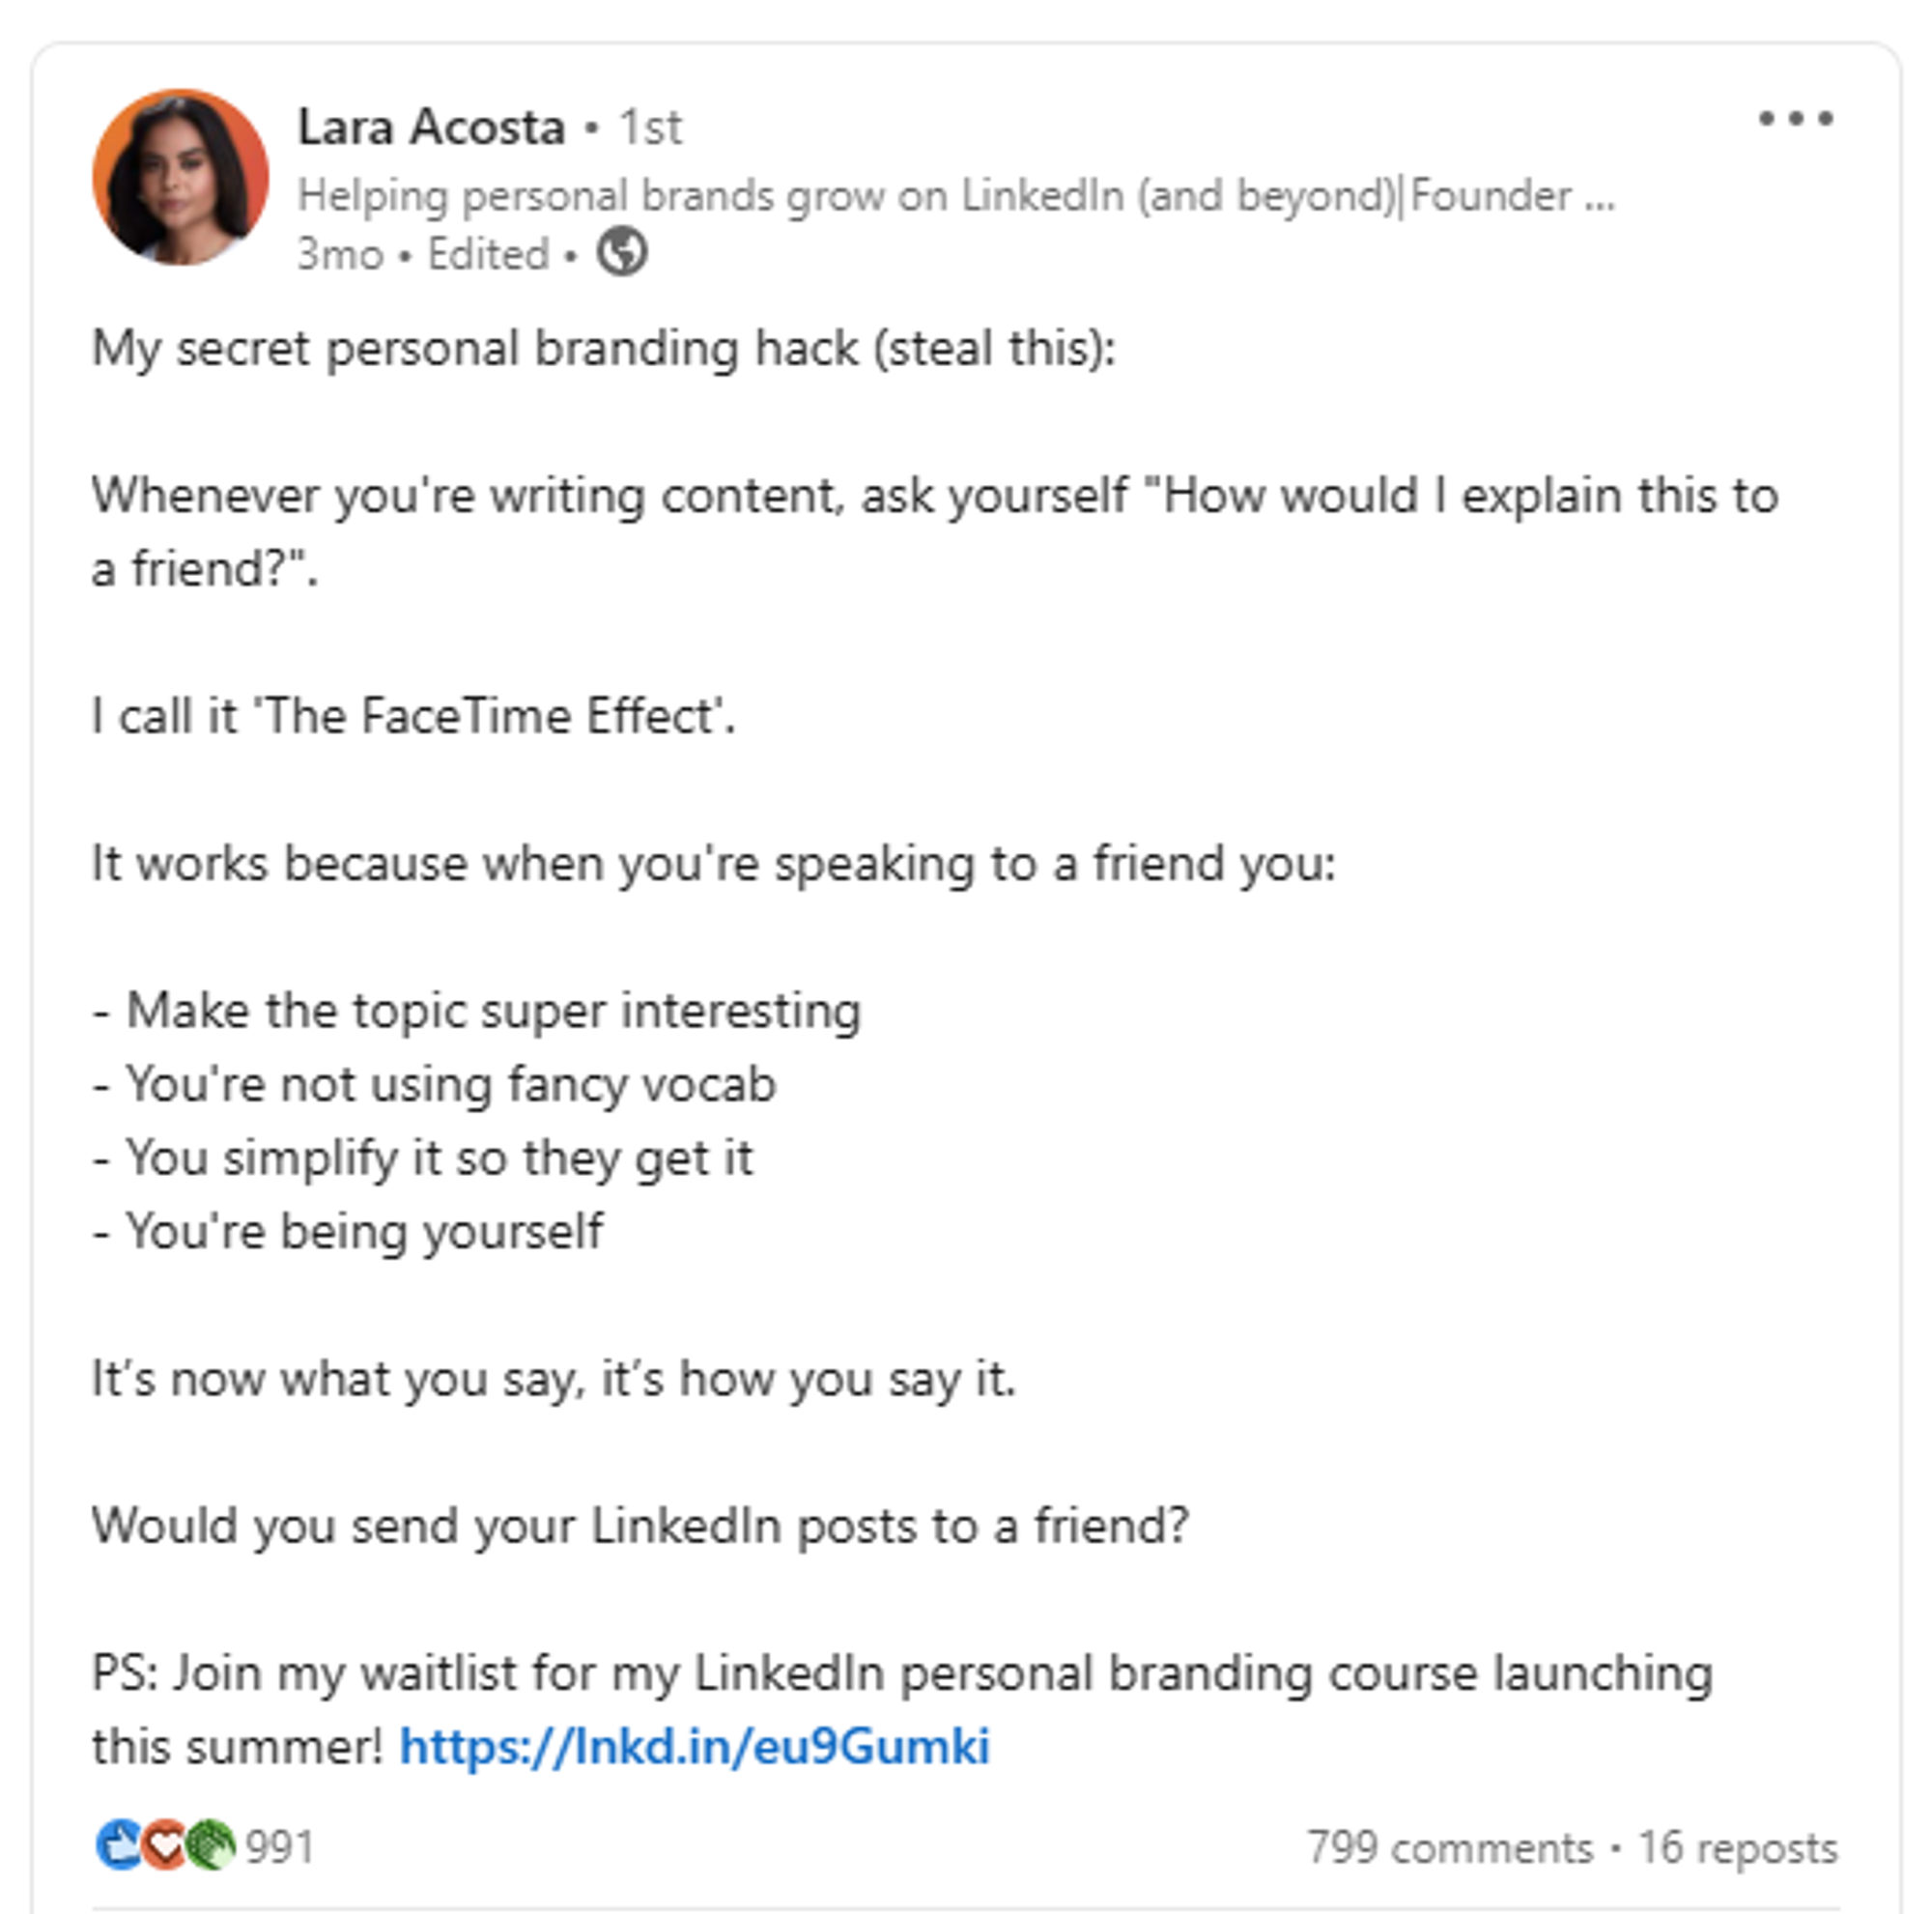 Lara Acosta • 1st
Helping personal brands grow on LinkedIn (and beyond)|Founder ...
3mo • Edited •
My secret personal branding hack (steal this):
Whenever you're writing content, ask yourself "How would I explain this to
a friend?".
I call it 'The FaceTime Effect'.
It works because when you're speaking to a friend you:
- Make the topic super interesting
- You're not using fancy vocab
- You simplify it so they get it
- You're being yourself
It’s now what you say, it’s how you say it.
Would you send your LinkedIn posts to a friend?
PS: Join my waitlist for my LinkedIn personal branding course launching
this summer! https://lnkd.in/eu9Gumki
991
799 comments • 16 reposts